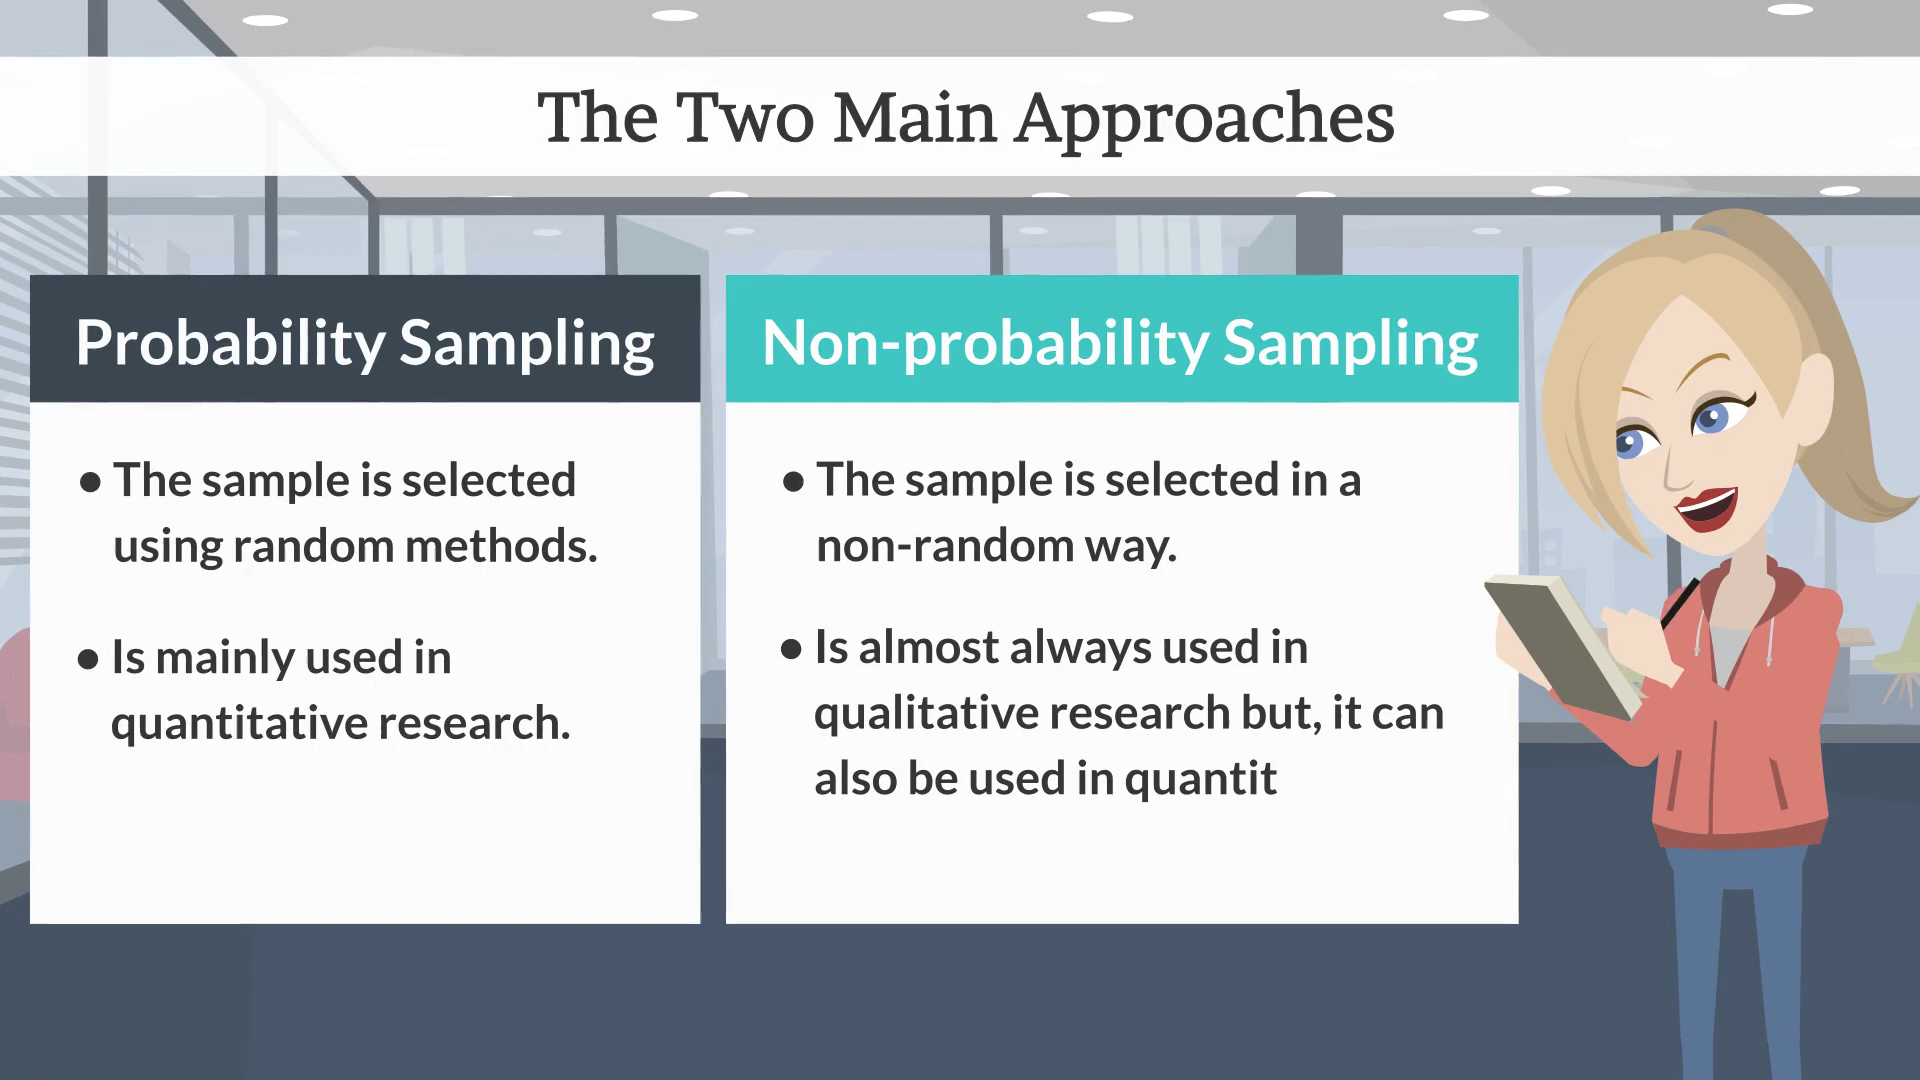 The Two Main Approaches
Probability Sampling
• The sample is selected
using random methods.
• Is mainly used in
quantitative research.
Non-probability Sampling
• The sample is selected in a
non-random way.
• Is almost always used in
qualitative research but, it can
also be used in quantit